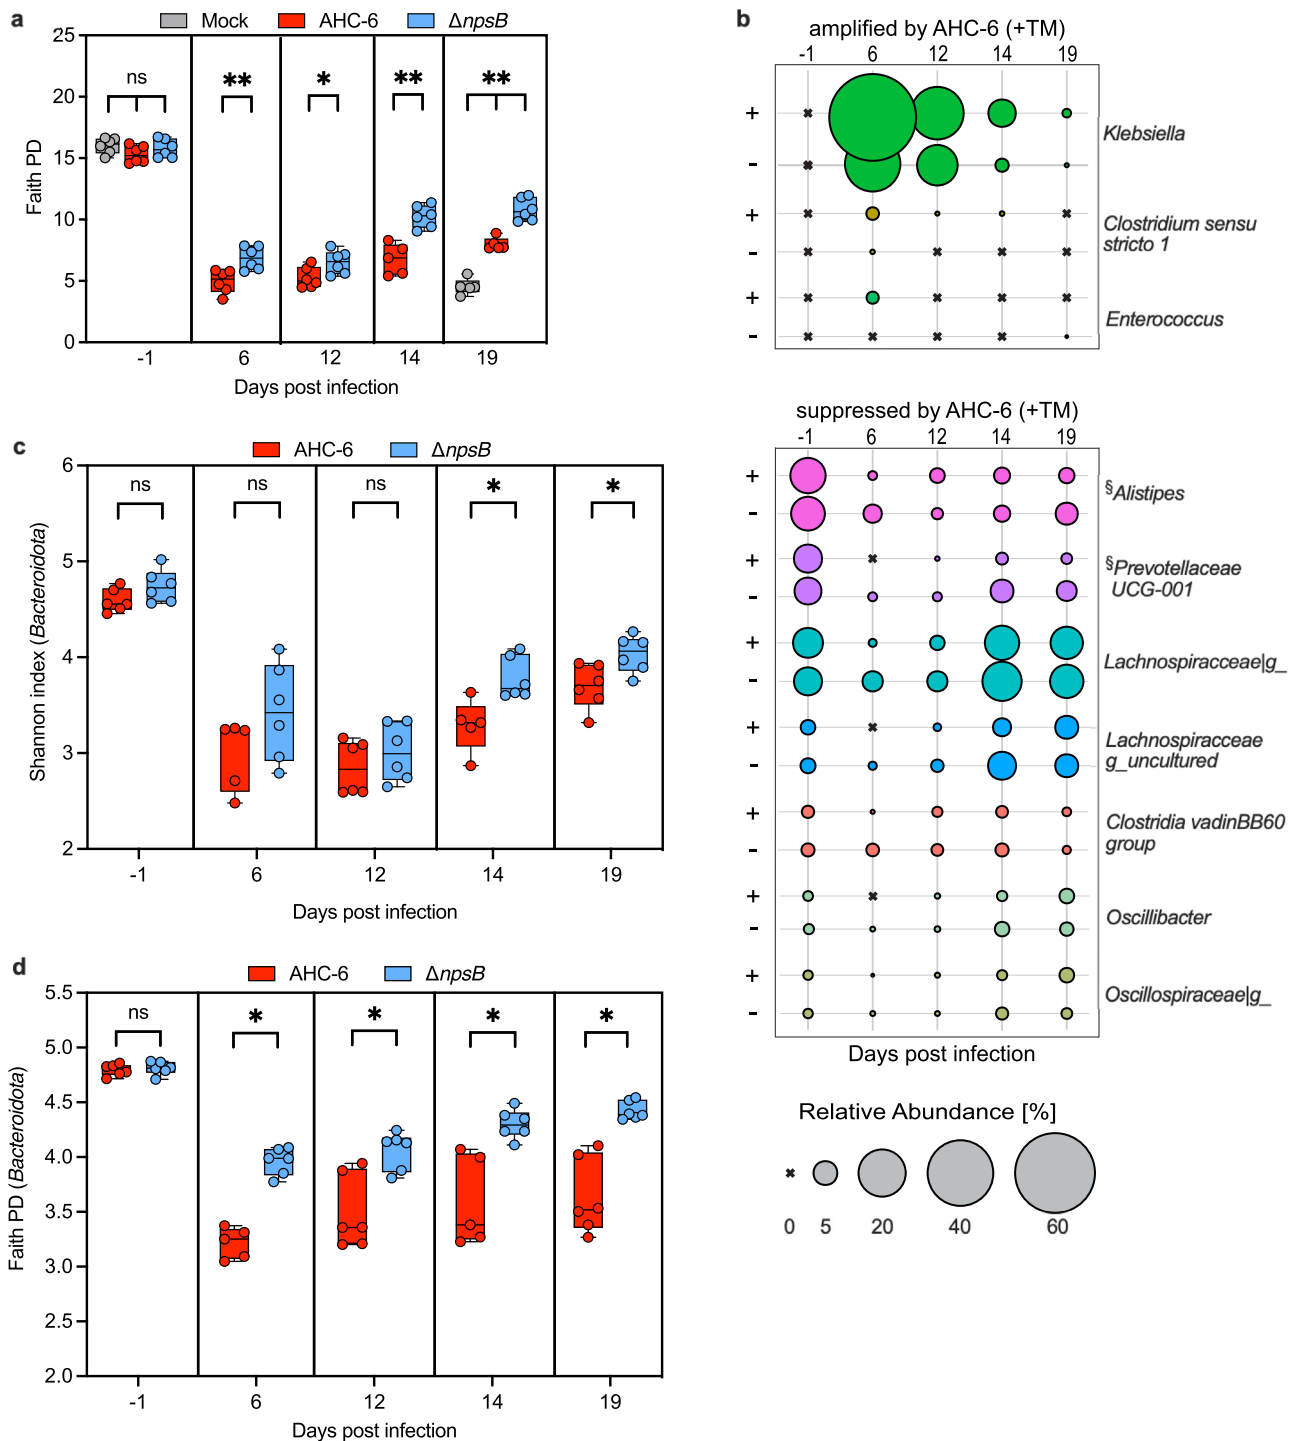 a
Mock AHC-6 ΔnpsB
25
20
15
10
5
0
Faith PD
ns ** * ** **
-1 6 12 14 19
Days post infection
b
amplified by AHC-6 (+TM)
-1 6 12 14 19
+
-
Klebsiella
+
-
Clostridium sensu
stricto 1
+
-
Enterococcus
suppressed by AHC-6 (+TM)
-1 6 12 14 19
+
-
§Alistipes
+
-
§Prevotellaceae
UCG-001
+
-
Lachnospiracceae|g_
+
-
Lachnospiracceae
g_uncultured
+
-
Clostridia vadinBB60
group
+
-
Oscillibacter
+
-
Oscillospiraceae|g_
Days post infection
Relative Abundance [%]
0 5 20 40 60
c
AHC-6 ΔnpsB
6
5
4
3
2
Shannon index (Bacteroidota)
ns ns ns * *
-1 6 12 14 19
Days post infection
d
AHC-6 ΔnpsB
5.5
5.0
4.5
4.0
3.5
3.0
2.5
2.0
Faith PD (Bacteroidota)
ns * * * *
-1 6 12 14 19
Days post infection